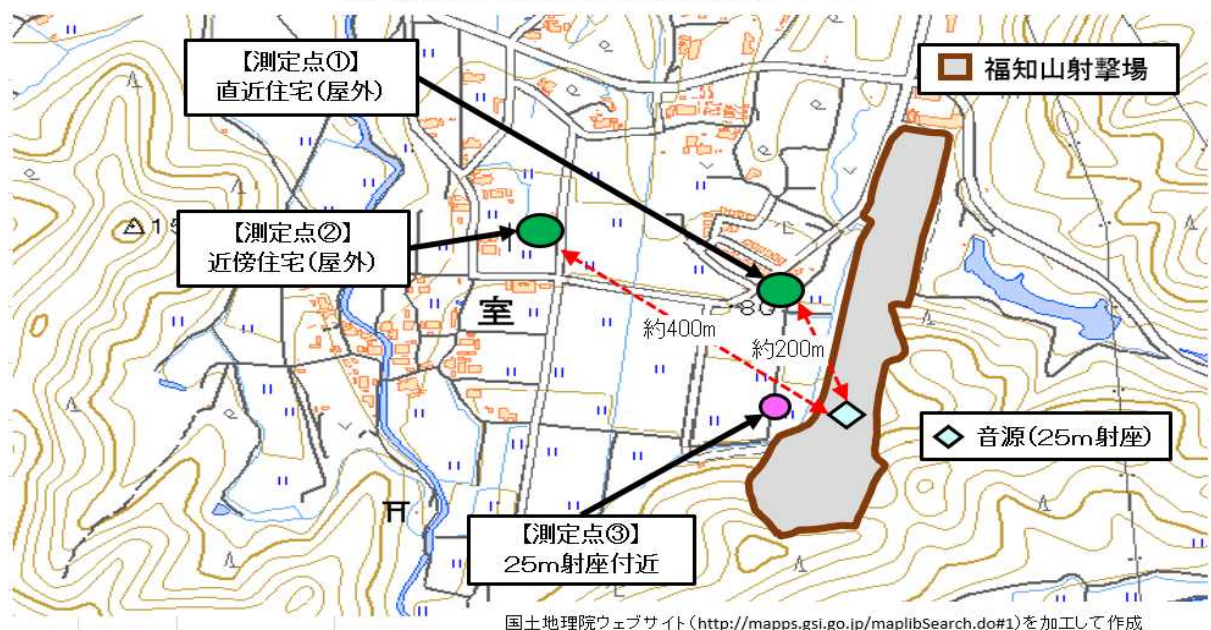 【測定点①】
直近住宅(屋外)
福知山射撃場
【測定点②】
近傍住宅(屋外)
室
約400m
約200m
音源(25m射座)
【測定点③】
25m射座付近
国土地理院ウェブサイト(http://mapps.gsi.go.jp/maplibSearch.do#1)を加工して作成